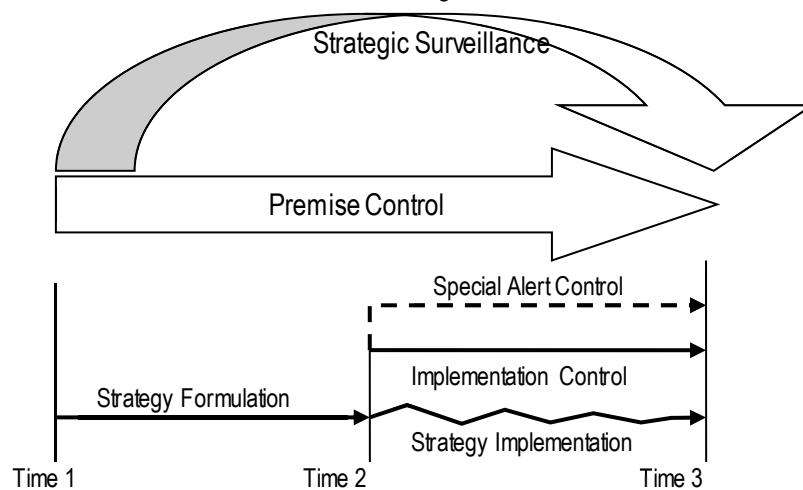 Strategic Surveillance
Premise Control
Special Alert Control
Implementation Control
Strategy Formulation
Strategy Implementation
Time 1
Time 2
Time 3